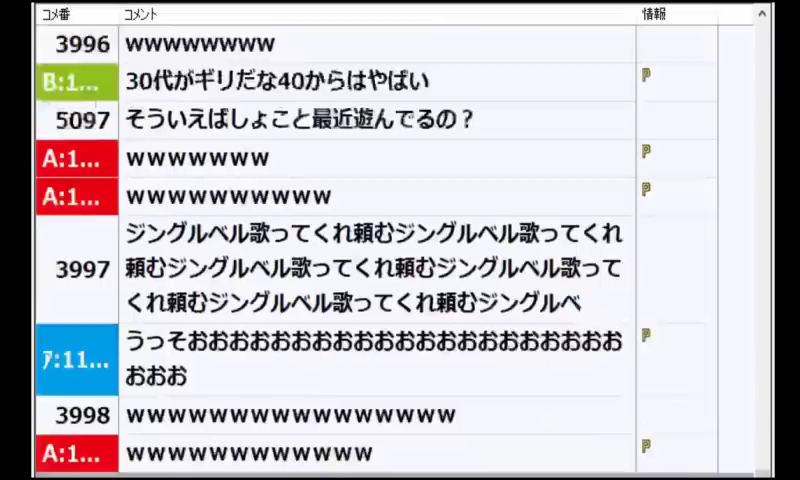 コメ番 コメント 情報
3996 wwwwwwww
B:1... 30代がギリだな40からはやばい P
5097 そういえばしょこと最近遊んでるの?
A:1... wwwwwww P
A:1... wwwwwwwwww P
ジングルベル歌ってくれ頼むジングルベル歌ってくれ
3997 頼むジングルベル歌ってくれ頼むジングルベル歌って
くれ頼むジングルベル歌ってくれ頼むジングルベ
うっそおおおおおおおおおおおおおおおおおおおおお P
ｱ:11...
おおお
3998 wwwwwwwwwwwwwwww
A:1... wwwwwwwwwwww P